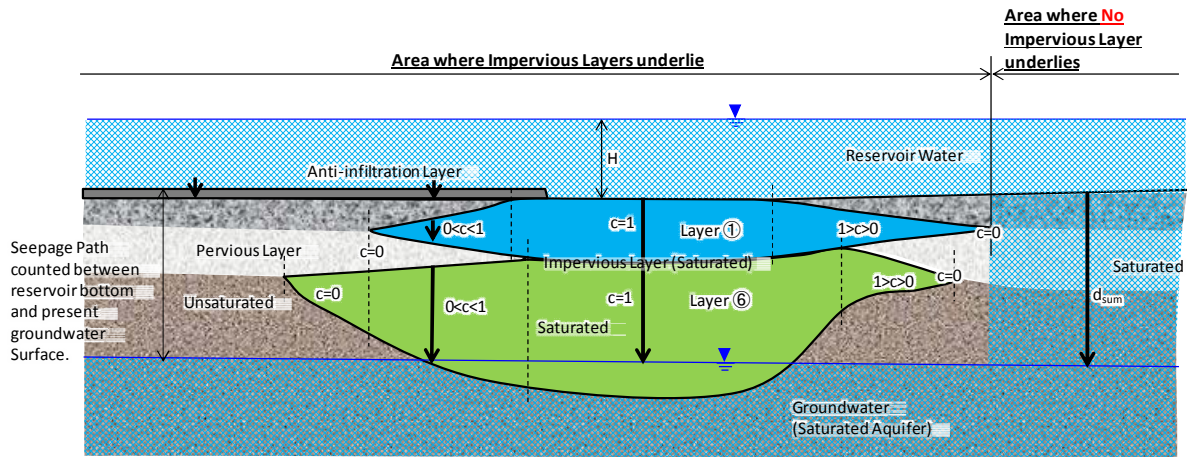 Area where No
Impervious Layer
underlies
Area where Impervious Layers underlie
H
Reservoir Water
Anti-infiltration Layer
0<c<1
c=1
Layer ①
1>c>0
c=0
Seepage Path
counted between
reservoir bottom
and present
groundwater
Surface.
Pervious Layer
c=0
Impervious Layer (Saturated)
Saturated
Unsaturated
c=0
0<c<1
c=1
Layer ⑥
1>c>0
c=0
dsum
Saturated
Groundwater
(Saturated Aquifer)